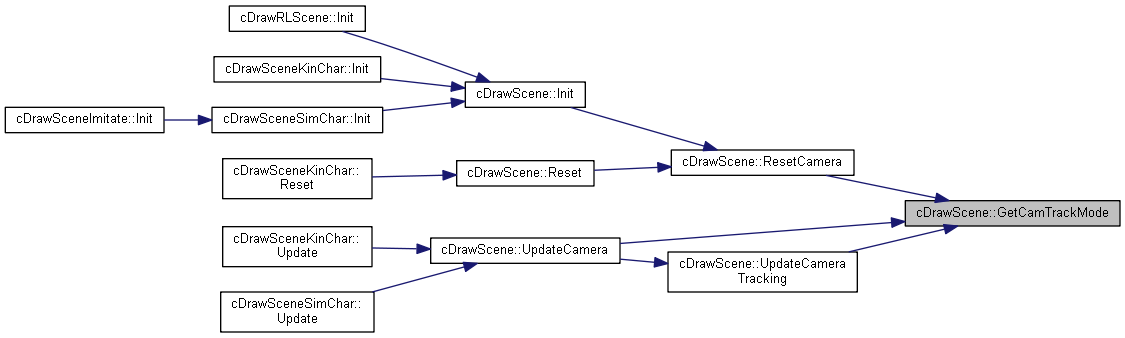 cDrawRLScene::Init
cDrawSceneKinChar::Init
cDrawScene::Init
cDrawSceneImitate::Init
cDrawSceneSimChar::Init
cDrawScene::ResetCamera
cDrawSceneKinChar::
Reset
cDrawScene::Reset
cDrawScene::GetCamTrackMode
cDrawSceneKinChar::
Update
cDrawScene::UpdateCamera
cDrawScene::UpdateCamera
Tracking
cDrawSceneSimChar::
Update